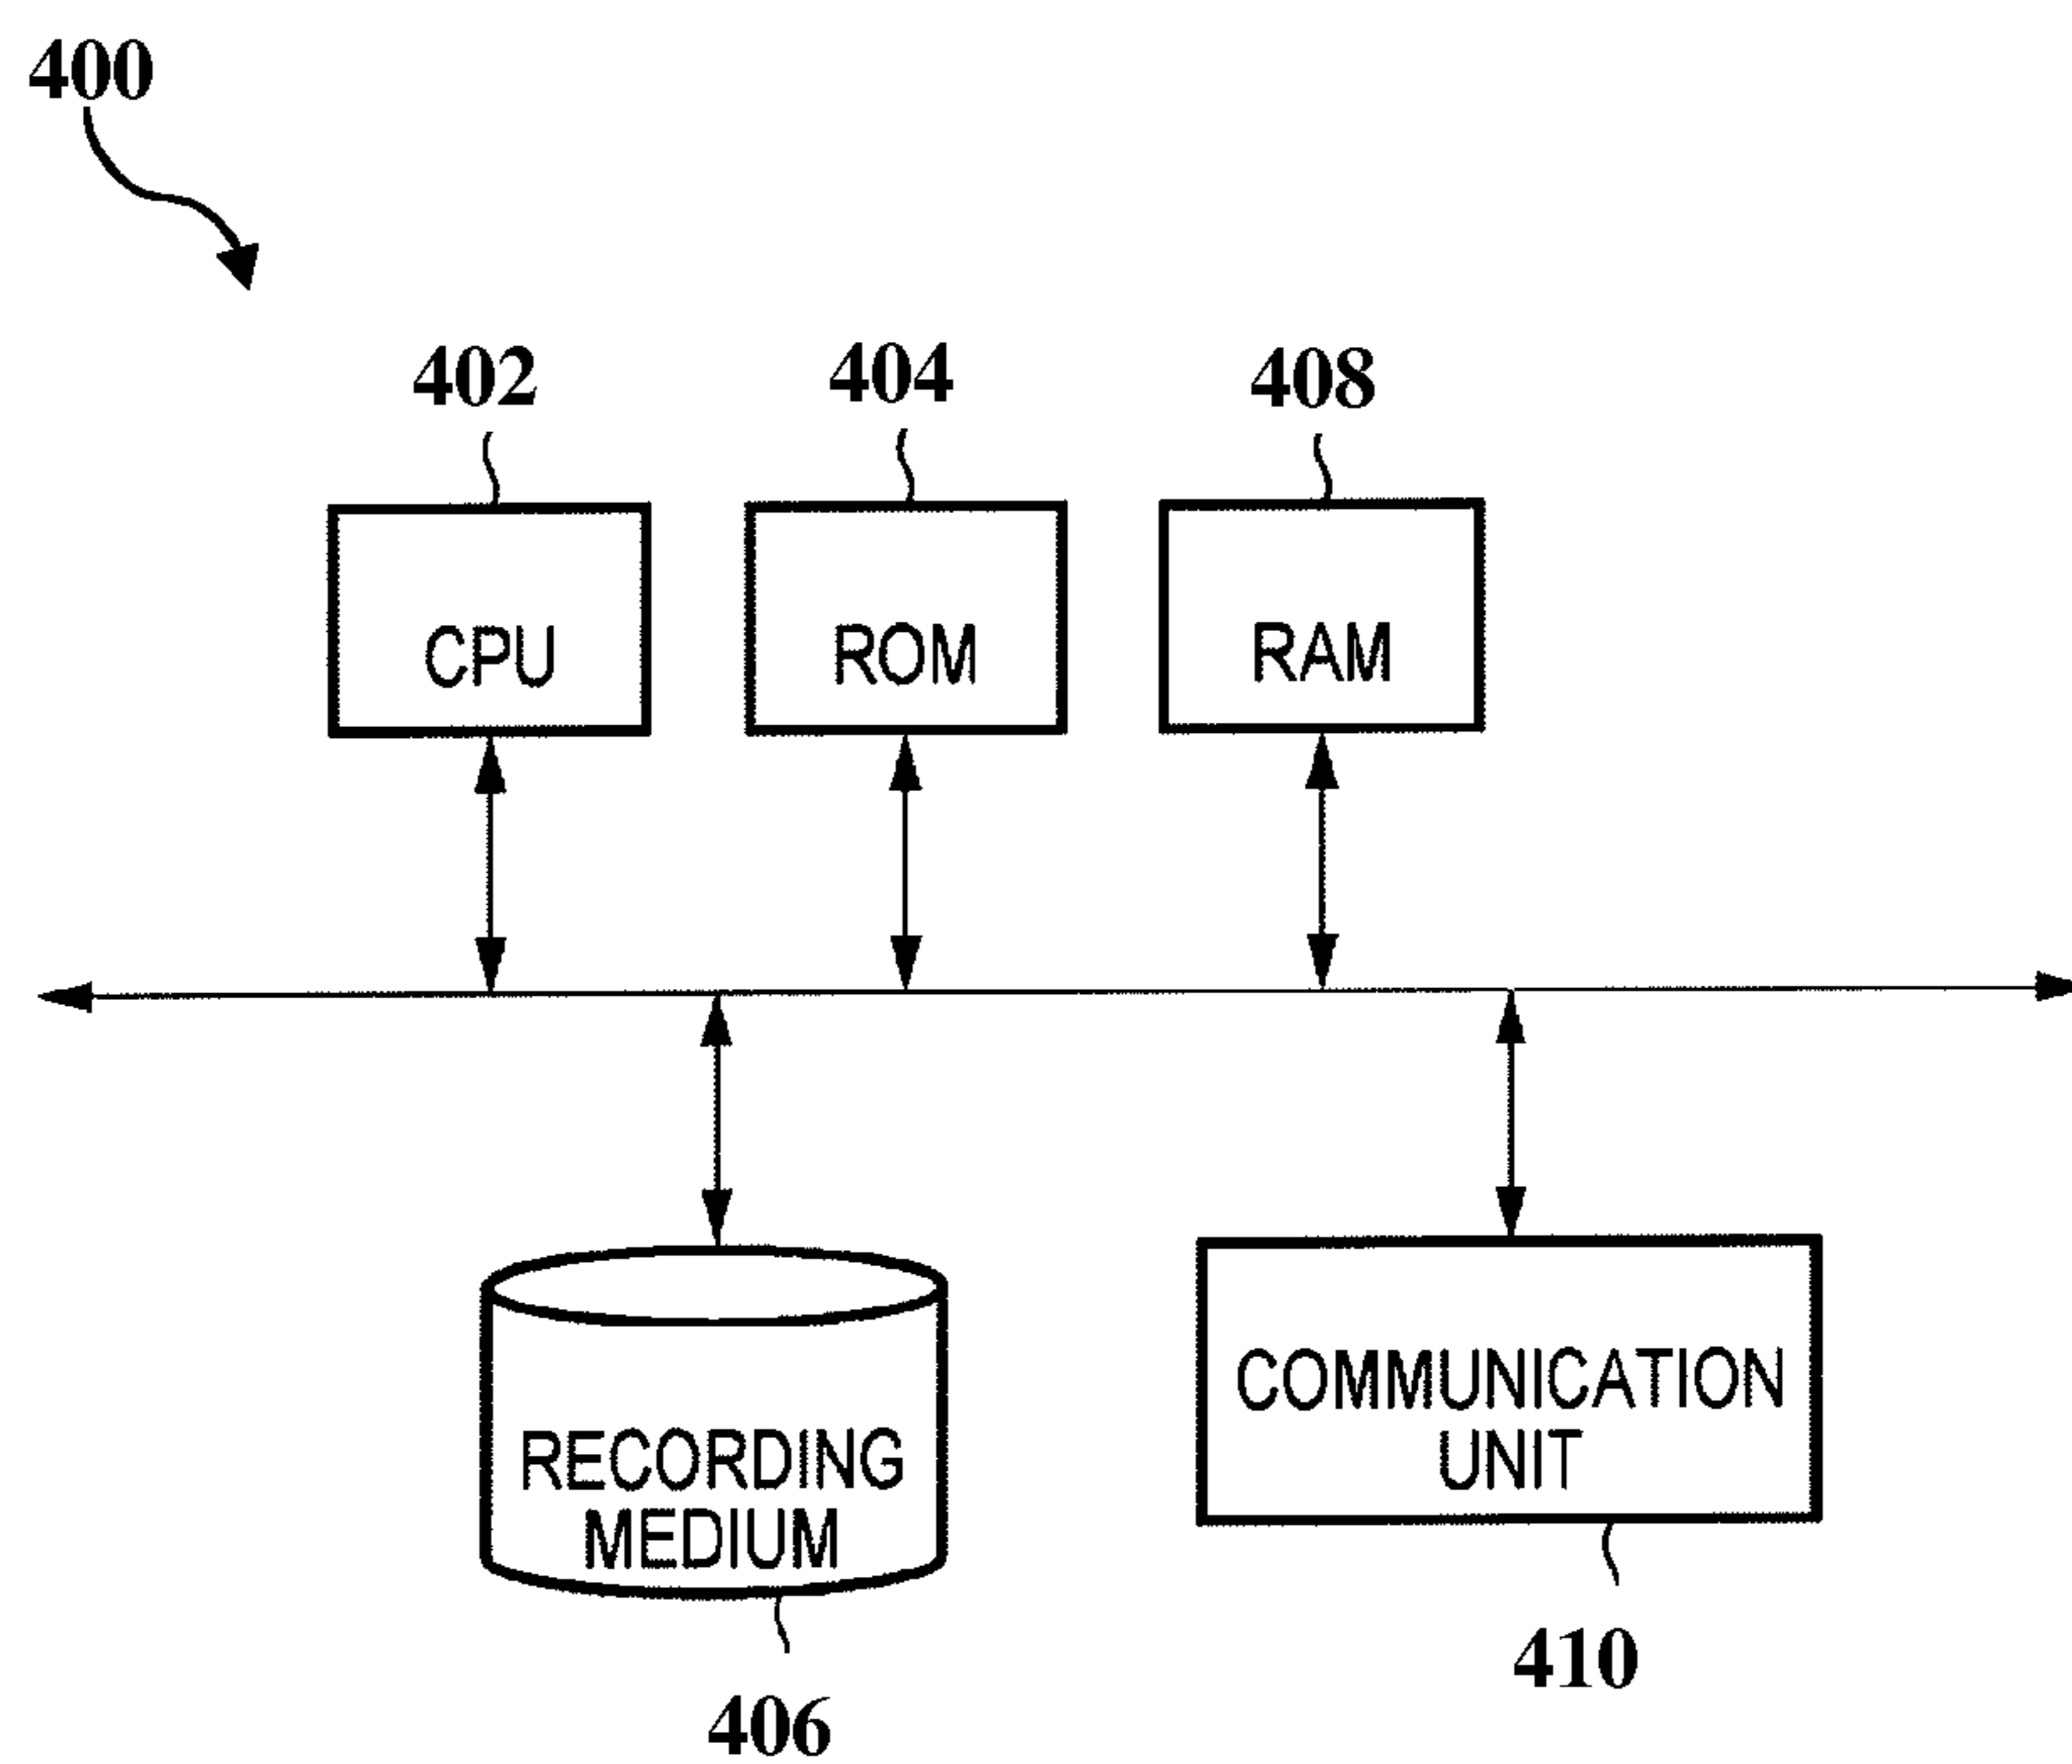 400
402
404
408
CPU
ROM
RAM
RECORDING
MEDIUM
COMMUNICATION
UNIT
410
406